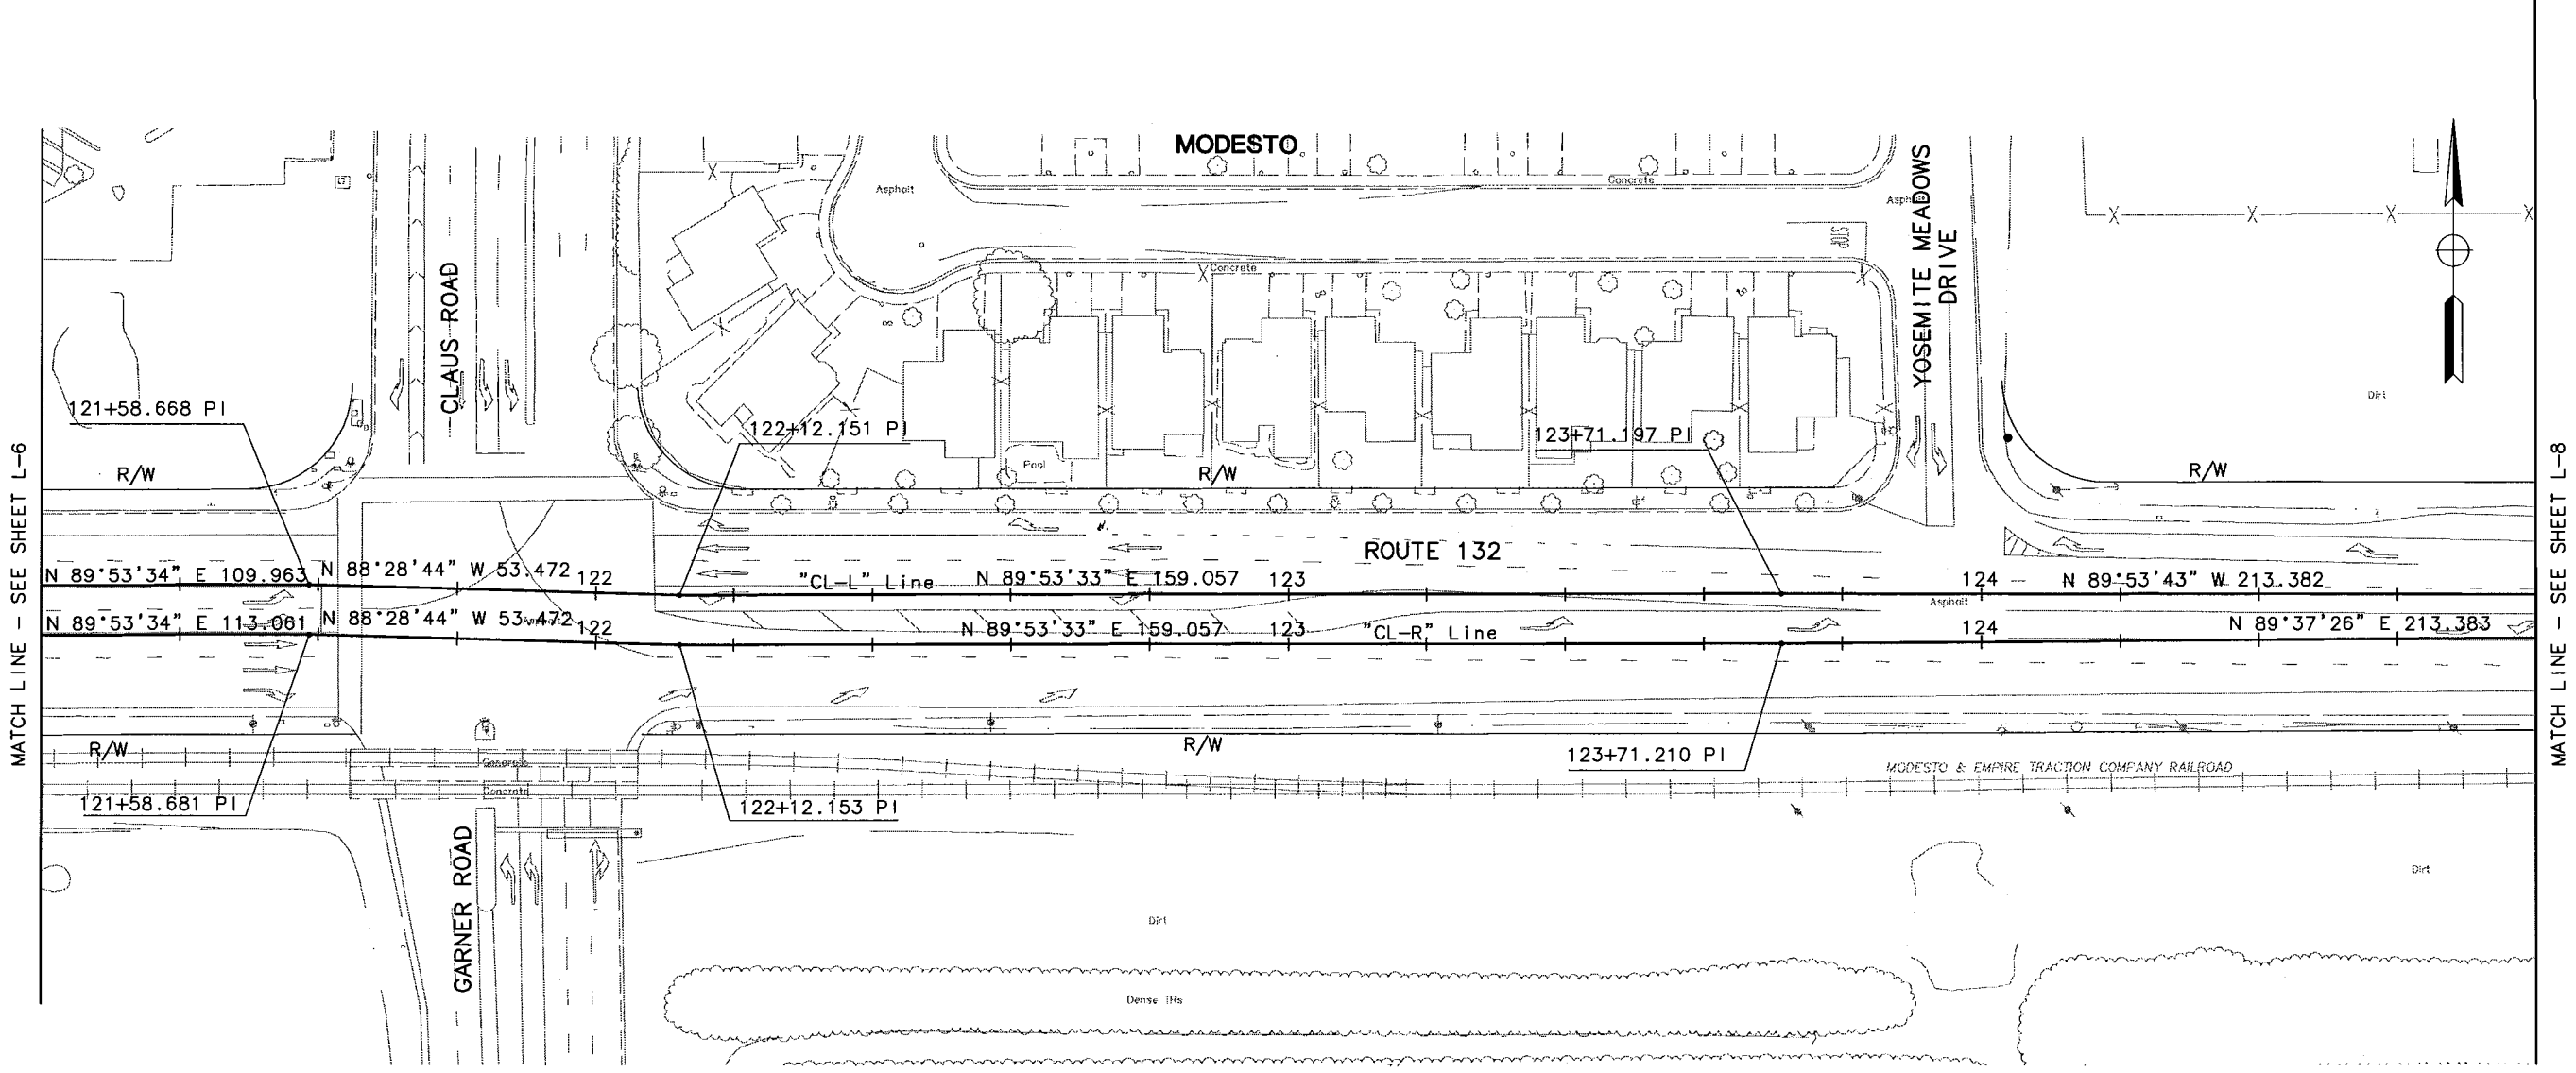 MODESTO
Asphalt
Concrete
Asphalt
STOP
YOSEMITE MEADOWS
DRIVE
CLAUS ROAD
Concrete
Dirt
121+58.668 PI
122+12.151 PI
123+71.197 PI
Pool
R/W
R/W
R/W
MATCH LINE - SEE SHEET L-6
MATCH LINE - SEE SHEET L-8
ROUTE 132
N 89°53'34" E 109.963
N 88°28'44" W 53.472
122
"CL-L" Line
N 89°53'33" E 159.057
123
124
N 89°53'43" W 213.382
Asphalt
N 89°53'34" E 113.061
N 88°28'44" W 53.472
122
N 89°53'33" E 159.057
123
"CL-R" Line
124
N 89°37'26" E 213.383
R/W
R/W
Concrete
Concrete
123+71.210 PI
MODESTO & EMPIRE TRACTION COMPANY RAILROAD
121+58.681 PI
122+12.153 PI
GARNER ROAD
Dirt
Dirt
Dense TRs